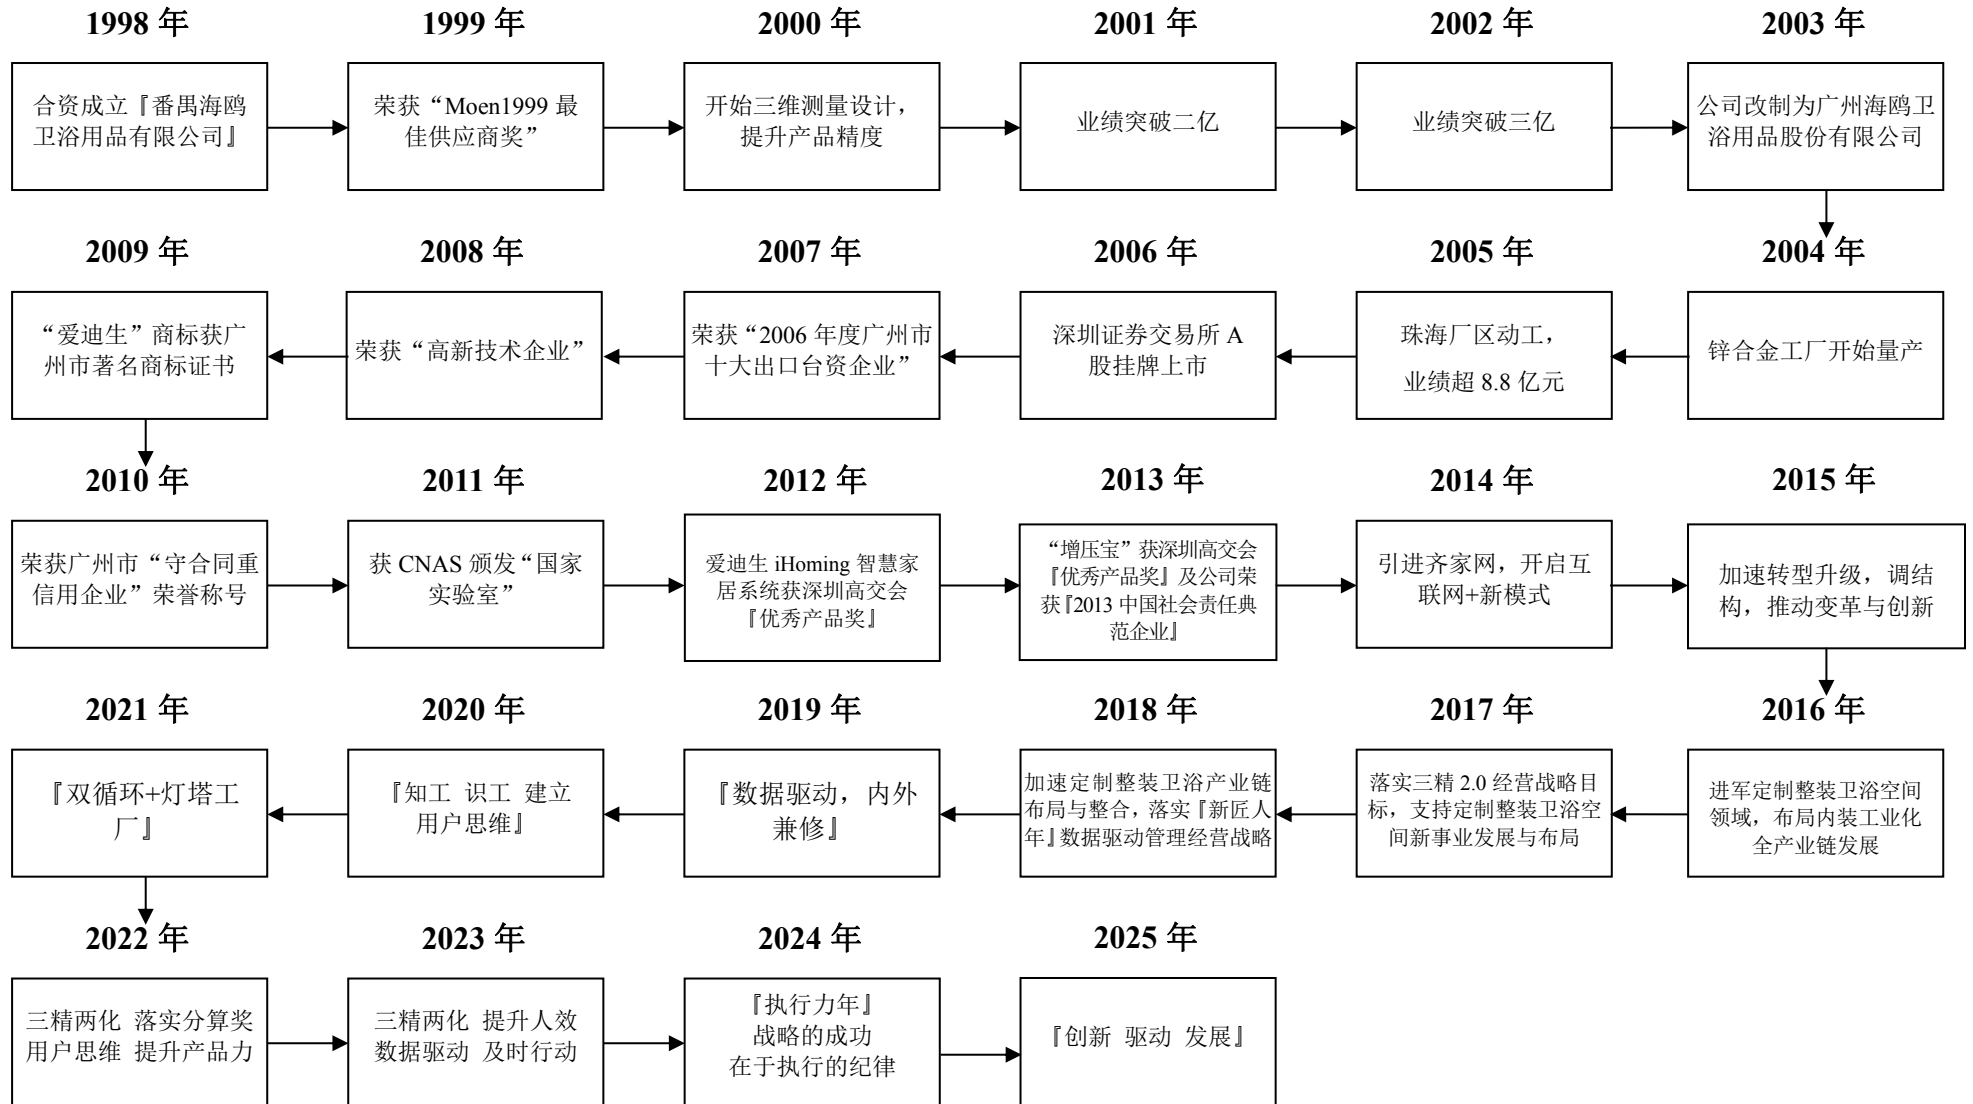 1998 年
合资成立『番禺海鸥
卫浴用品有限公司』
1999 年
荣获“Moen1999 最
佳供应商奖”
2000 年
开始三维测量设计，
提升产品精度
2001 年
业绩突破二亿
2002 年
业绩突破三亿
2003 年
公司改制为广州海鸥卫
浴用品股份有限公司
2004 年
锌合金工厂开始量产
2005 年
珠海厂区动工，
业绩超 8.8 亿元
2006 年
深圳证券交易所 A
股挂牌上市
2007 年
荣获“2006 年度广州市
十大出口台资企业”
2008 年
荣获“高新技术企业”
2009 年
“爱迪生”商标获广
州市著名商标证书
2010 年
荣获广州市“守合同重
信用企业”荣誉称号
2011 年
获 CNAS 颁发“国家
实验室”
2012 年
爱迪生 iHoming 智慧家
居系统获深圳高交会
『优秀产品奖』
2013 年
“增压宝”获深圳高交会
『优秀产品奖』及公司荣
获『2013 中国社会责任典
范企业』
2014 年
引进齐家网，开启互
联网+新模式
2015 年
加速转型升级，调结
构，推动变革与创新
2016 年
进军定制整装卫浴空间
领域，布局内装工业化
全产业链发展
2017 年
落实三精 2.0 经营战略目
标，支持定制整装卫浴空
间新事业发展与布局
2018 年
加速定制整装卫浴产业链
布局与整合，落实『新匠人
年』数据驱动管理经营战略
2019 年
『数据驱动，内外
兼修』
2020 年
『知工 识工 建立
用户思维』
2021 年
『双循环+灯塔工
厂』
2022 年
三精两化 落实分算奖
用户思维 提升产品力
2023 年
三精两化 提升人效
数据驱动 及时行动
2024 年
『执行力年』
战略的成功
在于执行的纪律
2025 年
『创新 驱动 发展』